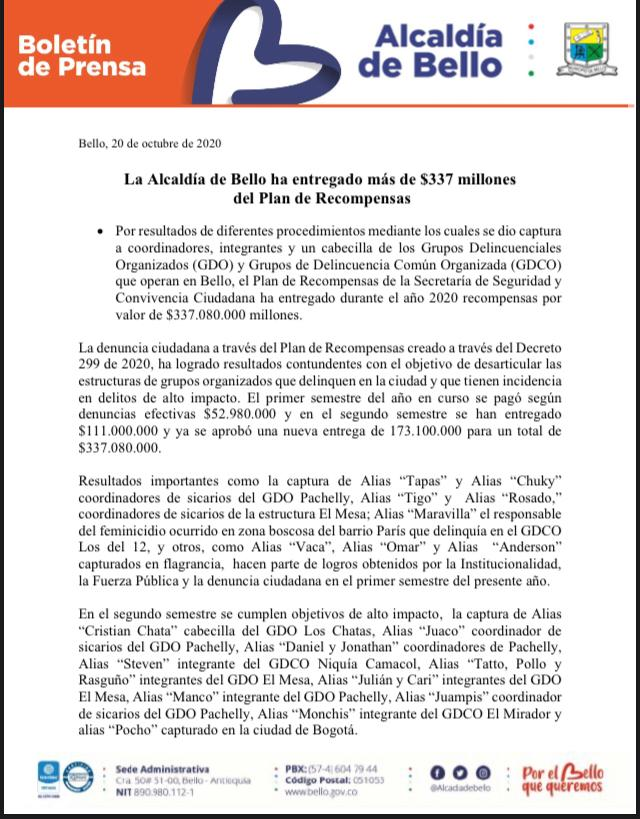 Boletín
de Prensa
Alcaldía
de Bello
MUNICIPIO DE BELLO
Bello, 20 de octubre de 2020
La Alcaldía de Bello ha entregado más de $337 millones
del Plan de Recompensas
• Por resultados de diferentes procedimientos mediante los cuales se dio captura
a coordinadores, integrantes y un cabecilla de los Grupos Delincuenciales
Organizados (GDO) y Grupos de Delincuencia Común Organizada (GDCO)
que operan en Bello, el Plan de Recompensas de la Secretaría de Seguridad y
Convivencia Ciudadana ha entregado durante el año 2020 recompensas por
valor de $337.080.000 millones.
La denuncia ciudadana a través del Plan de Recompensas creado a través del Decreto
299 de 2020, ha logrado resultados contundentes con el objetivo de desarticular las
estructuras de grupos organizados que delinquen en la ciudad y que tienen incidencia
en delitos de alto impacto. El primer semestre del año en curso se pagó según
denuncias efectivas $52.980.000 y en el segundo semestre se han entregado
$111.000.000 y ya se aprobó una nueva entrega de 173.100.000 para un total de
$337.080.000.
Resultados importantes como la captura de Alias “Tapas” y Alias “Chuky”
coordinadores de sicarios del GDO Pachelly, Alias “Tigo” y Alias “Rosado,”
coordinadores de sicarios de la estructura El Mesa; Alias “Maravilla” el responsable
del feminicidio ocurrido en zona boscosa del barrio París que delinquía en el GDCO
Los del 12, y otros, como Alias “Vaca”, Alias “Omar” y Alias “Anderson”
capturados en flagrancia, hacen parte de logros obtenidos por la Institucionalidad,
la Fuerza Pública y la denuncia ciudadana en el primer semestre del presente año.
En el segundo semestre se cumplen objetivos de alto impacto, la captura de Alias
“Cristian Chata” cabecilla del GDO Los Chatas, Alias “Juaco” coordinador de
sicarios del GDO Pachelly, Alias “Daniel y Jonathan” coordinadores de Pachelly,
Alias “Steven” integrante del GDCO Niquía Camacol, Alias “Tatto, Pollo y
Rasguño” integrantes del GDO El Mesa, Alias “Julián y Cari” integrantes del GDO
El Mesa, Alias “Manco” integrante del GDO Pachelly, Alias “Juampis” coordinador
de sicarios del GDO Pachelly, Alias “Monchis” integrante del GDCO El Mirador y
alias “Pocho” capturado en la ciudad de Bogotá.
Sede Administrativa
Cra. 50# 51-00, Bello - Antioquia
NIT 890.980.112-1
PBX: (57-4) 604 79 44
Código Postal: 051053
www.bello.gov.co
@Alcaldiadebello
Por el Bello
que queremos